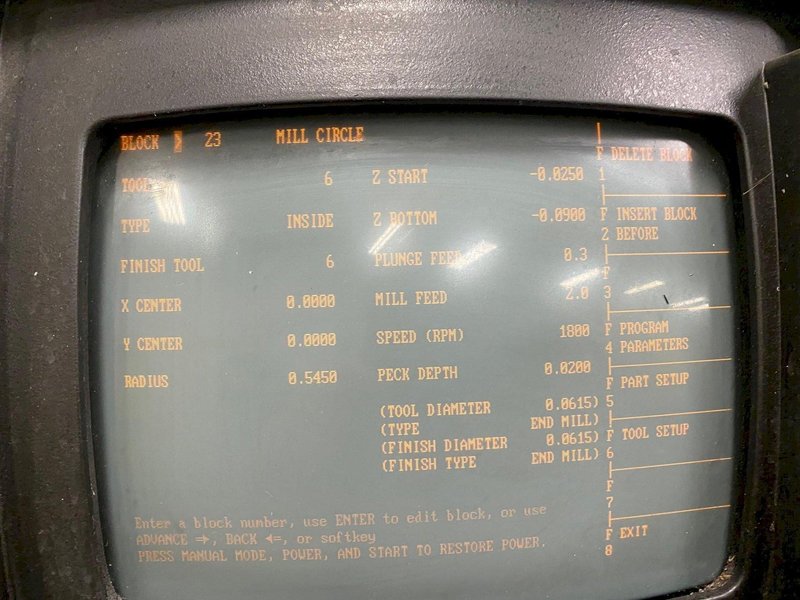 BLOCK 23 MILL CIRCLE
TOOL 6 Z START -0.0250
TYPE INSIDE Z BOTTOM -0.0900
FINISH TOOL 6 PLUNGE FEED 0.3
X CENTER 0.0000 MILL FEED 2.0
Y CENTER 0.0000 SPEED (RPM) 1800
RADIUS 0.5450 PECK DEPTH 0.0200
(TOOL DIAMETER 0.0615)
(TYPE END MILL)
(FINISH DIAMETER 0.0615)
(FINISH TYPE END MILL)
Enter a block number, use ENTER to edit block, or use
ADVANCE ⇒, BACK ⇐, or softkey
PRESS MANUAL MODE, POWER, AND START TO RESTORE POWER.
F DELETE BLOCK
1
F INSERT BLOCK
2 BEFORE
F
3
F PROGRAM
4 PARAMETERS
F PART SETUP
5
F TOOL SETUP
6
F
7
F EXIT
8